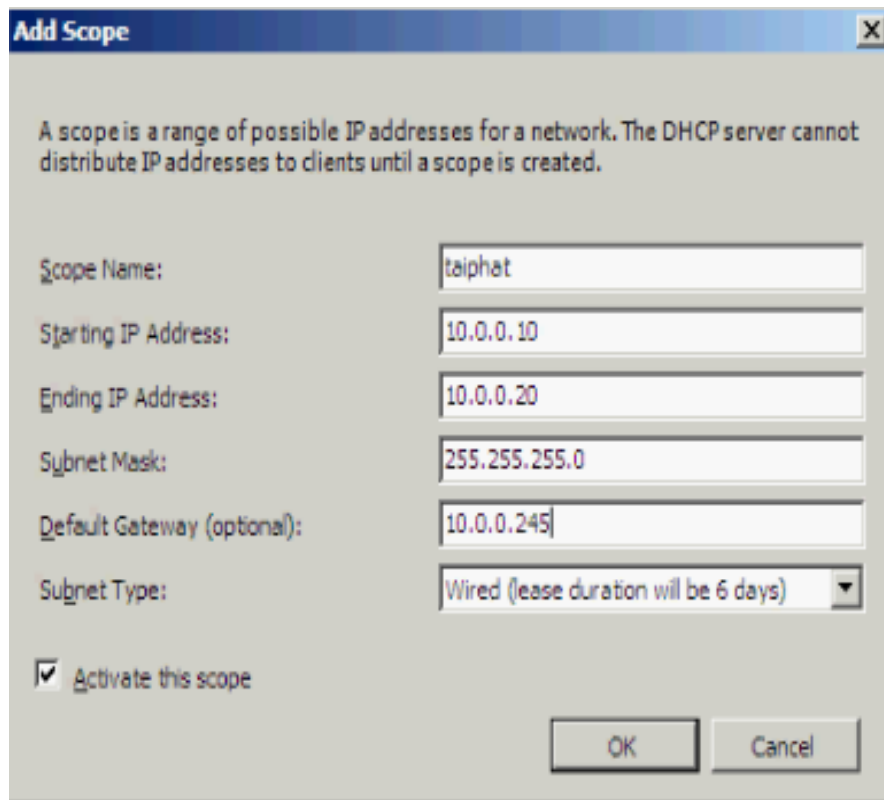 Add Scope
A scope is a range of possible IP addresses for a network. The DHCP server cannot
distribute IP addresses to clients until a scope is created.
Scope Name: taiphat
Starting IP Address: 10.0.0.10
Ending IP Address: 10.0.0.20
Subnet Mask: 255.255.255.0
Default Gateway (optional): 10.0.0.245
Subnet Type: Wired (lease duration will be 6 days)
Activate this scope
OK Cancel